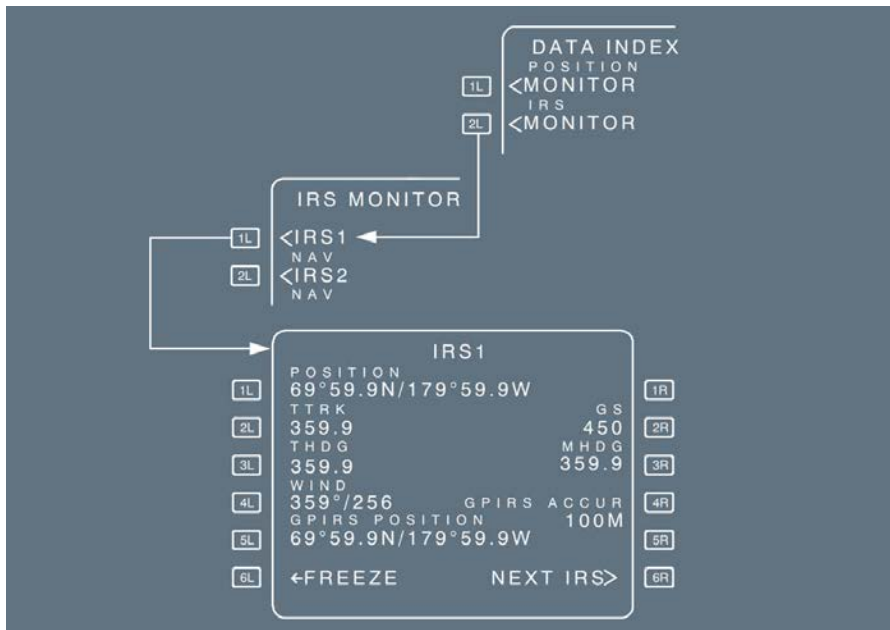 DATA INDEX
POSITION
1L <MONITOR
IRS
2L <MONITOR
IRS MONITOR
1L <IRS1
NAV
2L <IRS2
NAV
IRS1
POSITION
1L 69°59.9N/179°59.9W 1R
TTRK GS
2L 359.9 450 2R
THDG MHDG
3L 359.9 359.9 3R
WIND
4L 359°/256 GPIRS ACCUR 4R
GPIRS POSITION 100M
5L 69°59.9N/179°59.9W 5R
6L ←FREEZE NEXT IRS> 6R